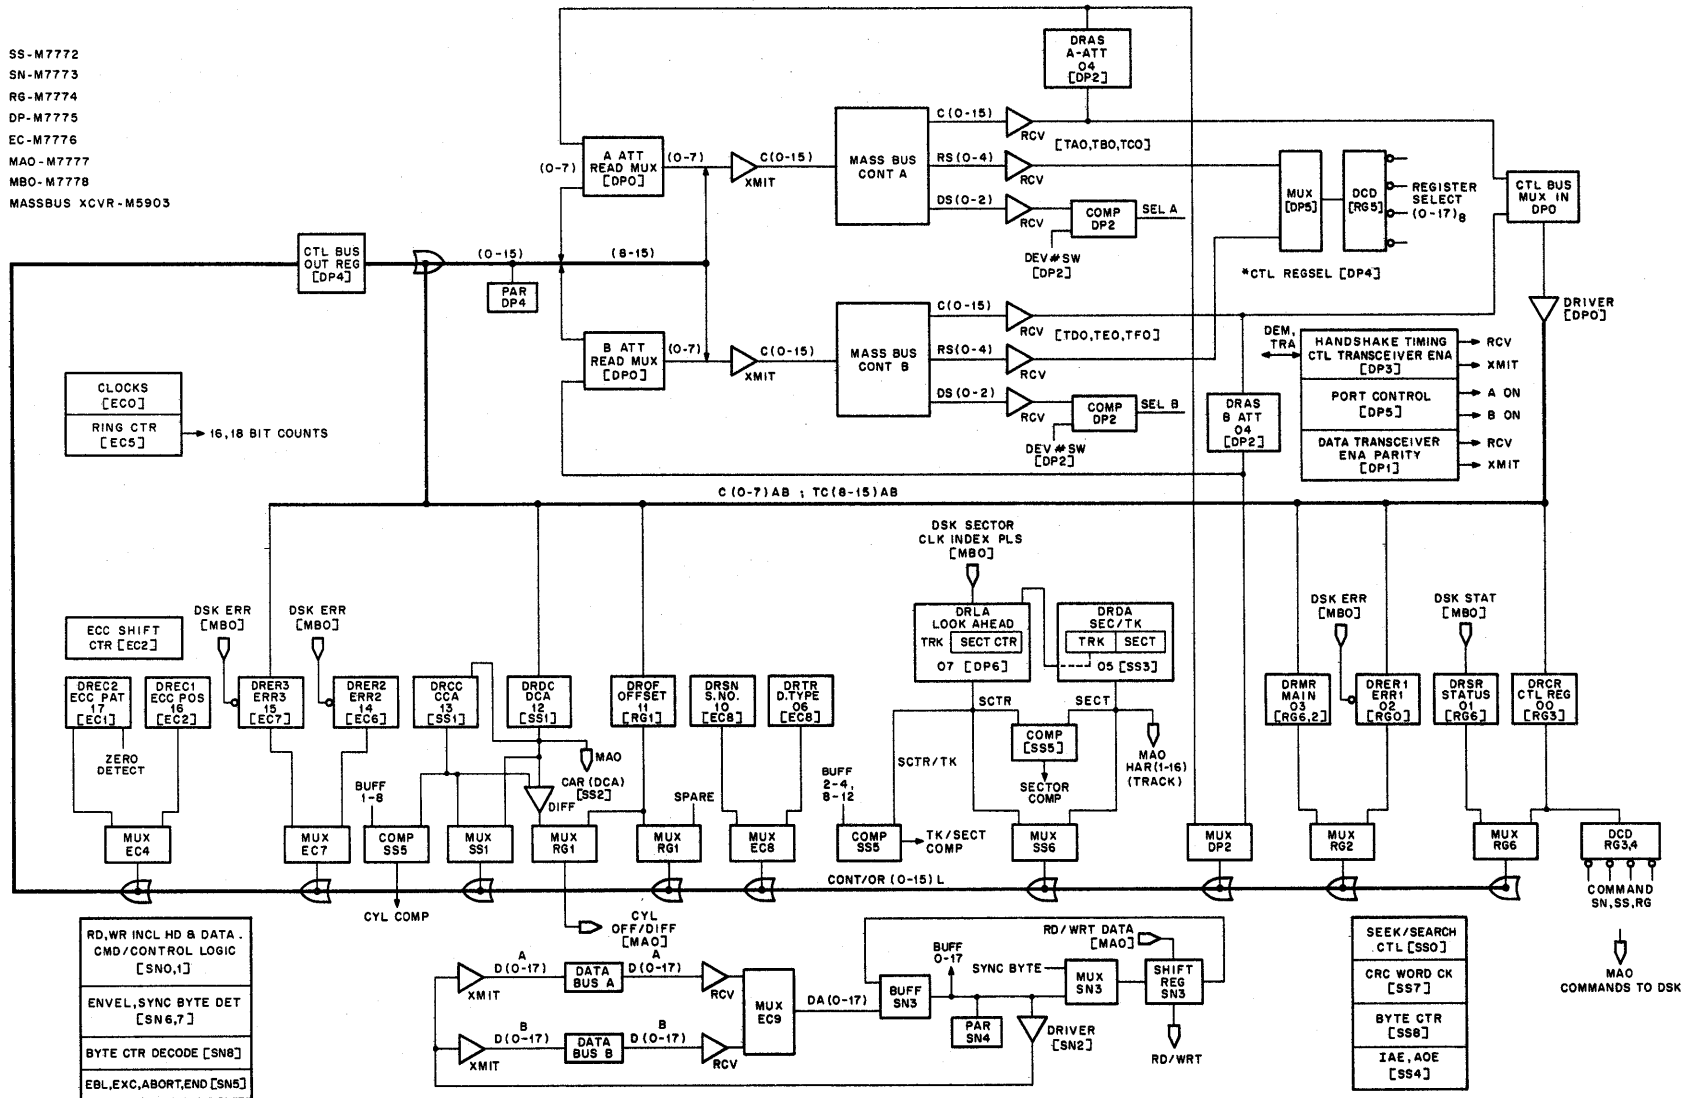 SS-M7772
SN-M7773
RG-M7774
DP-M7775
EC-M7776
MAO-M7777
MBO-M7778
MASSBUS XCVR-M5903
DRAS
A-ATT
04
[DP2]
A ATT
READ MUX
[DPO]
(0-7)
(0-7)
XMIT
C(0-15)
MASS BUS
CONT A
C(0-15)
RCV
[TAO,TBO,TCO]
RS(0-4)
RCV
DS(0-2)
RCV
COMP
DP2
SEL A
DEV#SW
[DP2]
MUX
[DP5]
DCD
[RG5]
REGISTER
SELECT
(0-17)8
*CTL REGSEL [DP4]
CTL BUS
MUX IN
DPO
DRIVER
[DPO]
CTL BUS
OUT REG
[DP4]
(0-15)
(8-15)
PAR
DP4
B ATT
READ MUX
[DPO]
(0-7)
XMIT
C(0-15)
MASS BUS
CONT B
C(0-15)
RCV
[TDO,TEO,TFO]
RS(0-4)
RCV
DS(0-2)
RCV
COMP
DP2
SEL B
DEV#SW
[DP2]
DRAS
B ATT
04
[DP2]
DEM,
TRA
HANDSHAKE TIMING
CTL TRANSCEIVER ENA
[DP3]
RCV
XMIT
PORT CONTROL
[DP5]
A ON
B ON
DATA TRANSCEIVER
ENA PARITY
[DP1]
RCV
XMIT
CLOCKS
[ECO]
RING CTR
[EC5]
16,18 BIT COUNTS
C(0-7)AB ; TC(8-15)AB
DSK SECTOR
CLK INDEX PLS
[MBO]
ECC SHIFT
CTR [EC2]
DSK ERR
[MBO]
DSK ERR
[MBO]
DRLA
LOOK AHEAD
TRK
SECT CTR
07 [DP6]
DRDA
SEC/TK
TRK
SECT
05 [SS3]
DSK ERR
[MBO]
DSK STAT
[MBO]
DREC2
ECC PAT
17
[EC1]
DREC1
ECC POS
16
[EC2]
DRER3
ERR3
15
[EC7]
DRER2
ERR2
14
[EC6]
DRCC
CCA
13
[SS1]
DRDC
DCA
12
[SS1]
DROF
OFFSET
11
[RG1]
DRSN
S.NO.
10
[EC8]
DRTR
D.TYPE
06
[EC8]
DRMR
MAIN
03
[RG6,2]
DRER1
ERR1
02
[RGO]
DRSR
STATUS
01
[RG6]
DRCR
CTL REG
00
[RG3]
ZERO
DETECT
BUFF
1-8
MAO
CAR(DCA)
[SS2]
DIFF
SPARE
BUFF
2-4,
8-12
SCTR/TK
SCTR
SECT
COMP
[SS5]
SECTOR
COMP
MAO
HAR(1-16)
(TRACK)
MUX
EC4
MUX
EC7
COMP
SS5
MUX
SS1
MUX
RG1
MUX
RG1
MUX
EC8
COMP
SS5
TK/SECT
COMP
MUX
SS6
MUX
DP2
MUX
RG2
MUX
RG6
DCD
RG3,4
CONT/OR (0-15)L
CYL COMP
CYL
OFF/DIFF
[MAO]
COMMAND
SN,SS,RG
MAO
COMMANDS TO DSK
RD,WR INCL HD & DATA.
CMD/CONTROL LOGIC
[SNO,1]
ENVEL,SYNC BYTE DET
[SN6,7]
BYTE CTR DECODE [SN8]
EBL,EXC,ABORT,END [SN5]
XMIT
A
D(0-17)
DATA
BUS A
A
D(0-17)
RCV
XMIT
B
D(0-17)
DATA
BUS B
B
D(0-17)
RCV
MUX
EC9
DA(0-17)
BUFF
SN3
BUFF
0-17
PAR
SN4
SYNC BYTE
DRIVER
[SN2]
MUX
SN3
RD/WRT DATA
[MAO]
SHIFT
REG
SN3
RD/WRT
SEEK/SEARCH
CTL [SSO]
CRC WORD CK
[SS7]
BYTE CTR
[SS8]
IAE, AOE
[SS4]